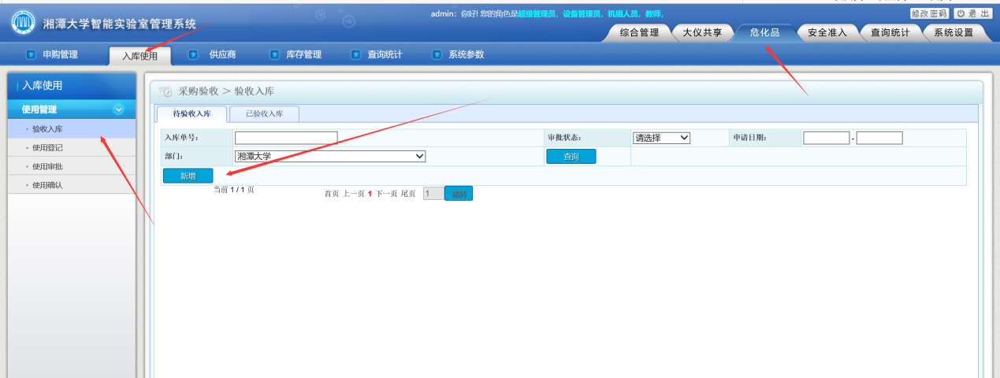 admin: 你好! 您的角色是超级管理员, 设备管理员, 机组人员, 教师,
修改密码 退 出
湘潭大学智能实验室管理系统
综合管理 大仪共享 危化品 安全准入 查询统计 系统设置
申购管理 入库使用 供应商 库存管理 查询统计 系统参数
入库使用
使用管理
验收入库
使用登记
使用审批
使用确认
采购验收 > 验收入库
待验收入库 已验收入库
入库单号: 审批状态: 请选择 申请日期: -
部门: 湘潭大学 查询
新增
当前 1 / 1 页 首页 上一页 1 下一页 尾页 1 跳转